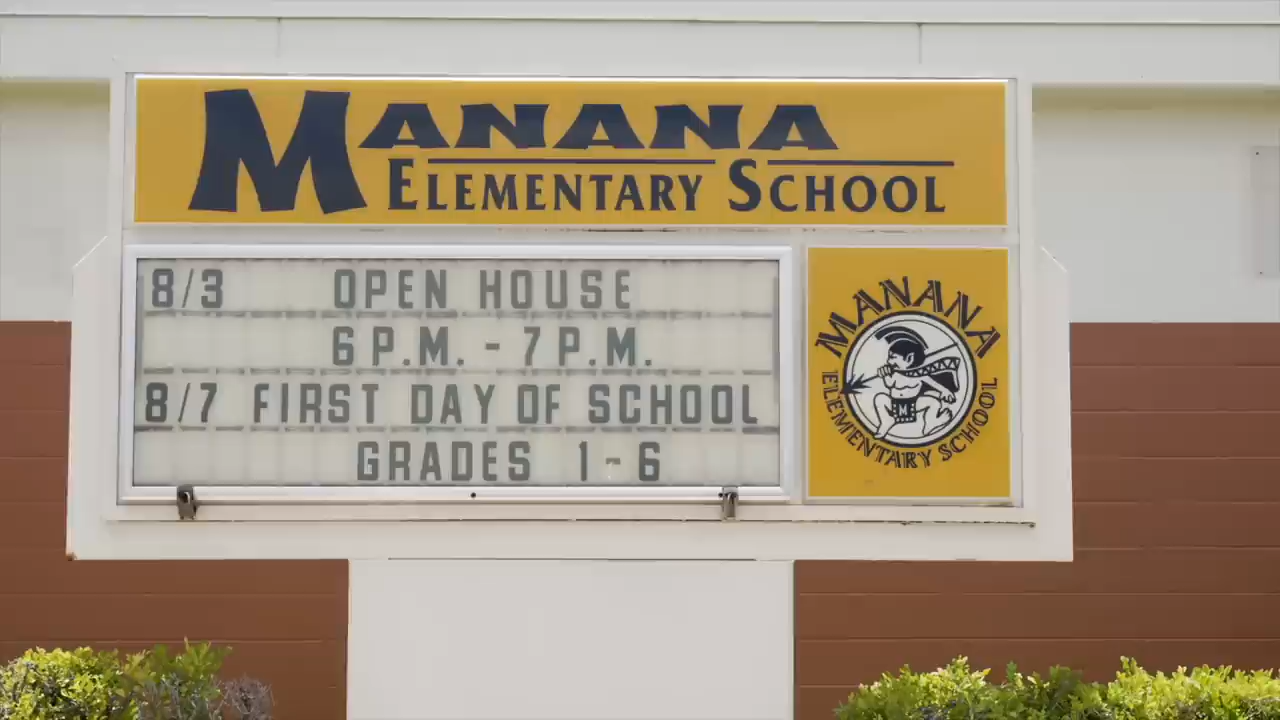 MANANA
ELEMENTARY SCHOOL
8/3 OPEN HOUSE
6 P.M. - 7 P.M.
8/7 FIRST DAY OF SCHOOL
GRADES 1-6
MANANA
M
ELEMENTARY SCHOOL